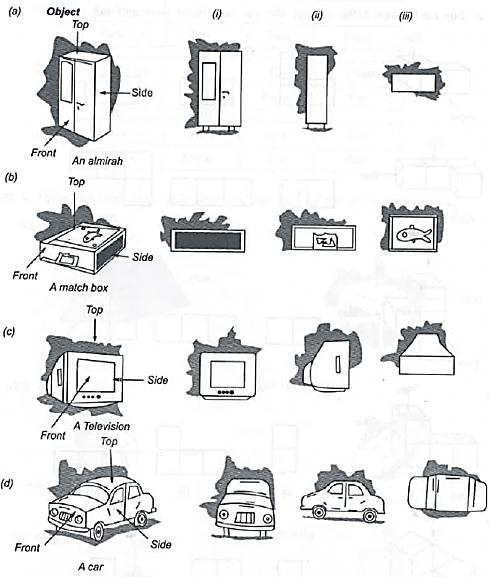 (a) Object (i) (ii) (iii)
Top
Side
Front
An almirah
(b) Top
Front
Side
A match box
(c) Top
Side
Front
A Television
(d) Top
Front
Side
A car